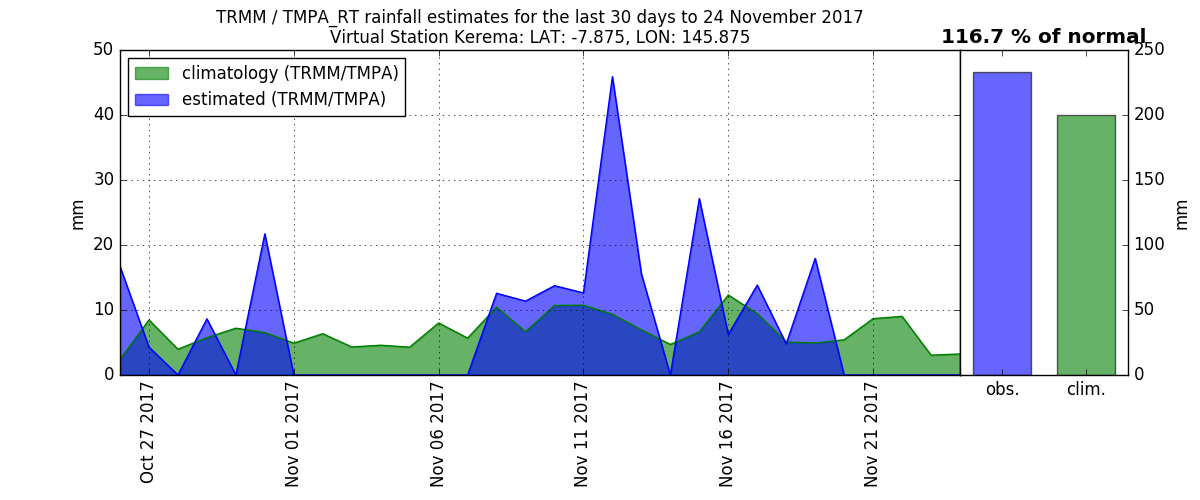 TRMM / TMPA_RT rainfall estimates for the last 30 days to 24 November 2017
Virtual Station Kerema: LAT: -7.875, LON: 145.875
116.7 % of normal
climatology (TRMM/TMPA)
estimated (TRMM/TMPA)
50
40
30
20
10
0
mm
Oct 27 2017
Nov 01 2017
Nov 06 2017
Nov 11 2017
Nov 16 2017
Nov 21 2017
obs.
clim.
250
200
150
100
50
0
mm